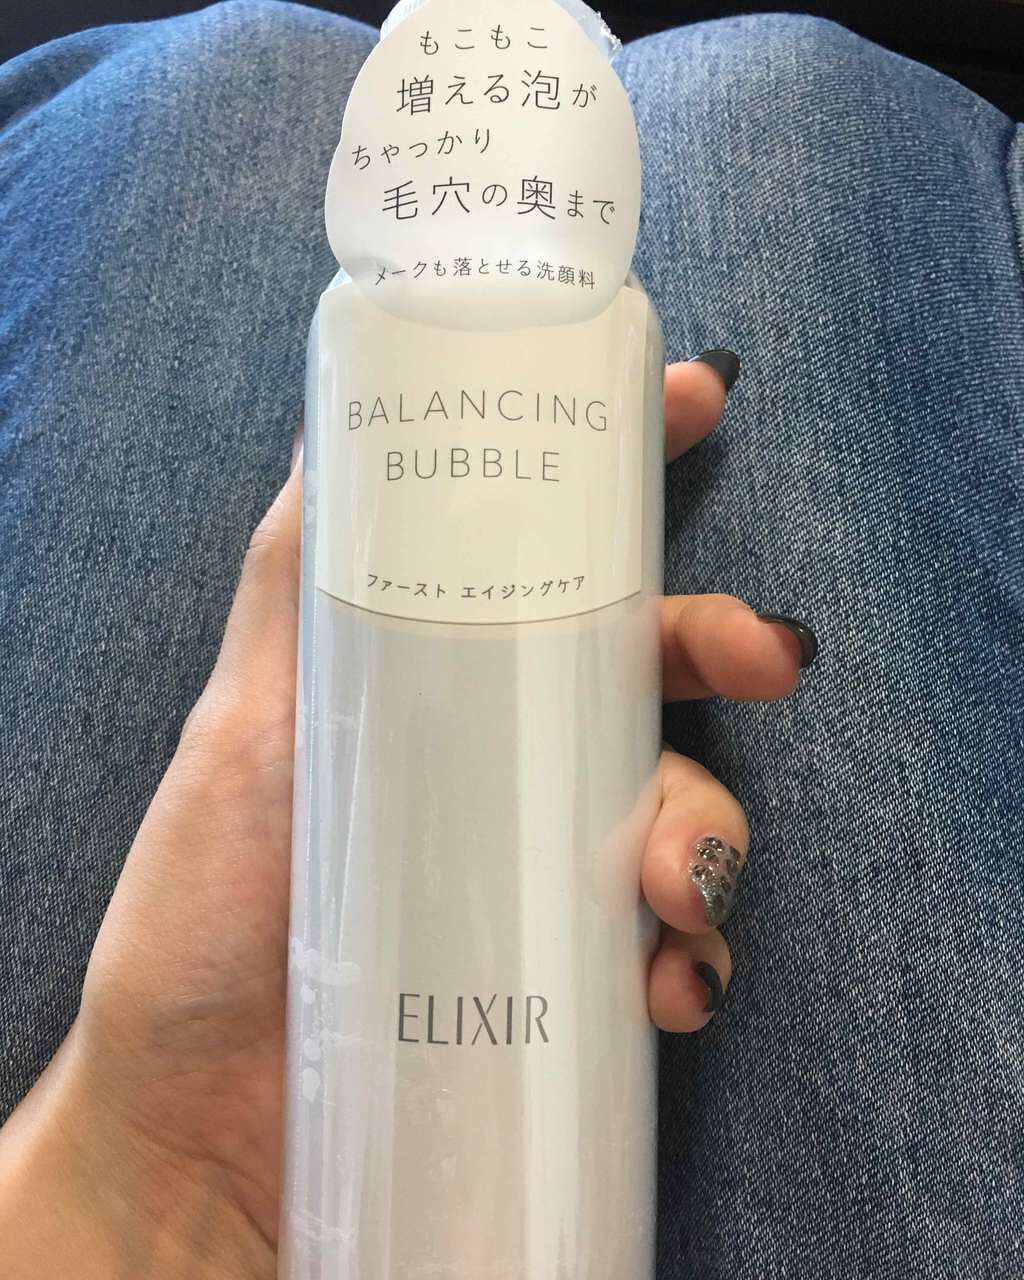 もこもこ
増える泡が
ちゃっかり
毛穴の奥まで
メークも落とせる洗顔料
BALANCING
BUBBLE
ファースト エイジングケア
ELIXIR